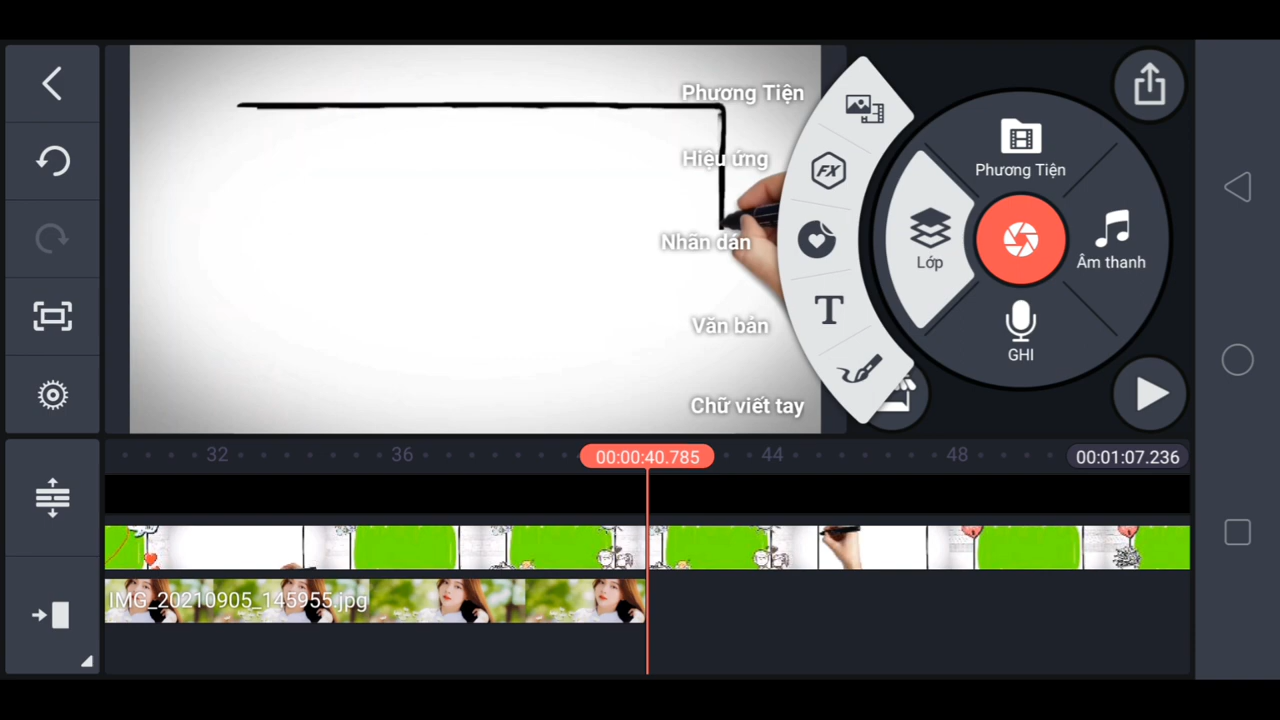 Phương Tiện
Hiệu ứng
Nhãn dán
Văn bản
Chữ viết tay
FX
T
Phương Tiện
Lớp
Âm thanh
GHI
32
36
00:00:40.785
44
48
00:01:07.236
IMG_20210905_145955.jpg